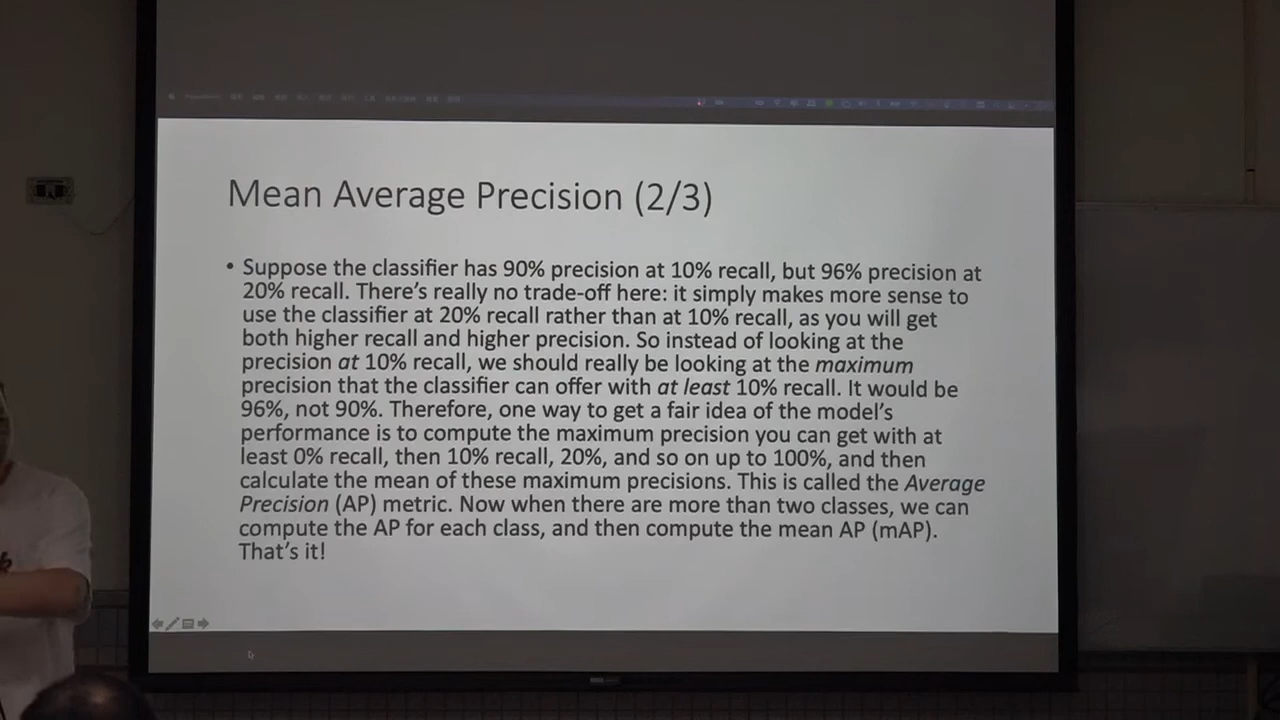 Mean Average Precision (2/3)
• Suppose the classifier has 90% precision at 10% recall, but 96% precision at
20% recall. There’s really no trade-off here: it simply makes more sense to
use the classifier at 20% recall rather than at 10% recall, as you will get
both higher recall and higher precision. So instead of looking at the
precision at 10% recall, we should really be looking at the maximum
precision that the classifier can offer with at least 10% recall. It would be
96%, not 90%. Therefore, one way to get a fair idea of the model’s
performance is to compute the maximum precision you can get with at
least 0% recall, then 10% recall, 20%, and so on up to 100%, and then
calculate the mean of these maximum precisions. This is called the Average
Precision (AP) metric. Now when there are more than two classes, we can
compute the AP for each class, and then compute the mean AP (mAP).
That’s it!